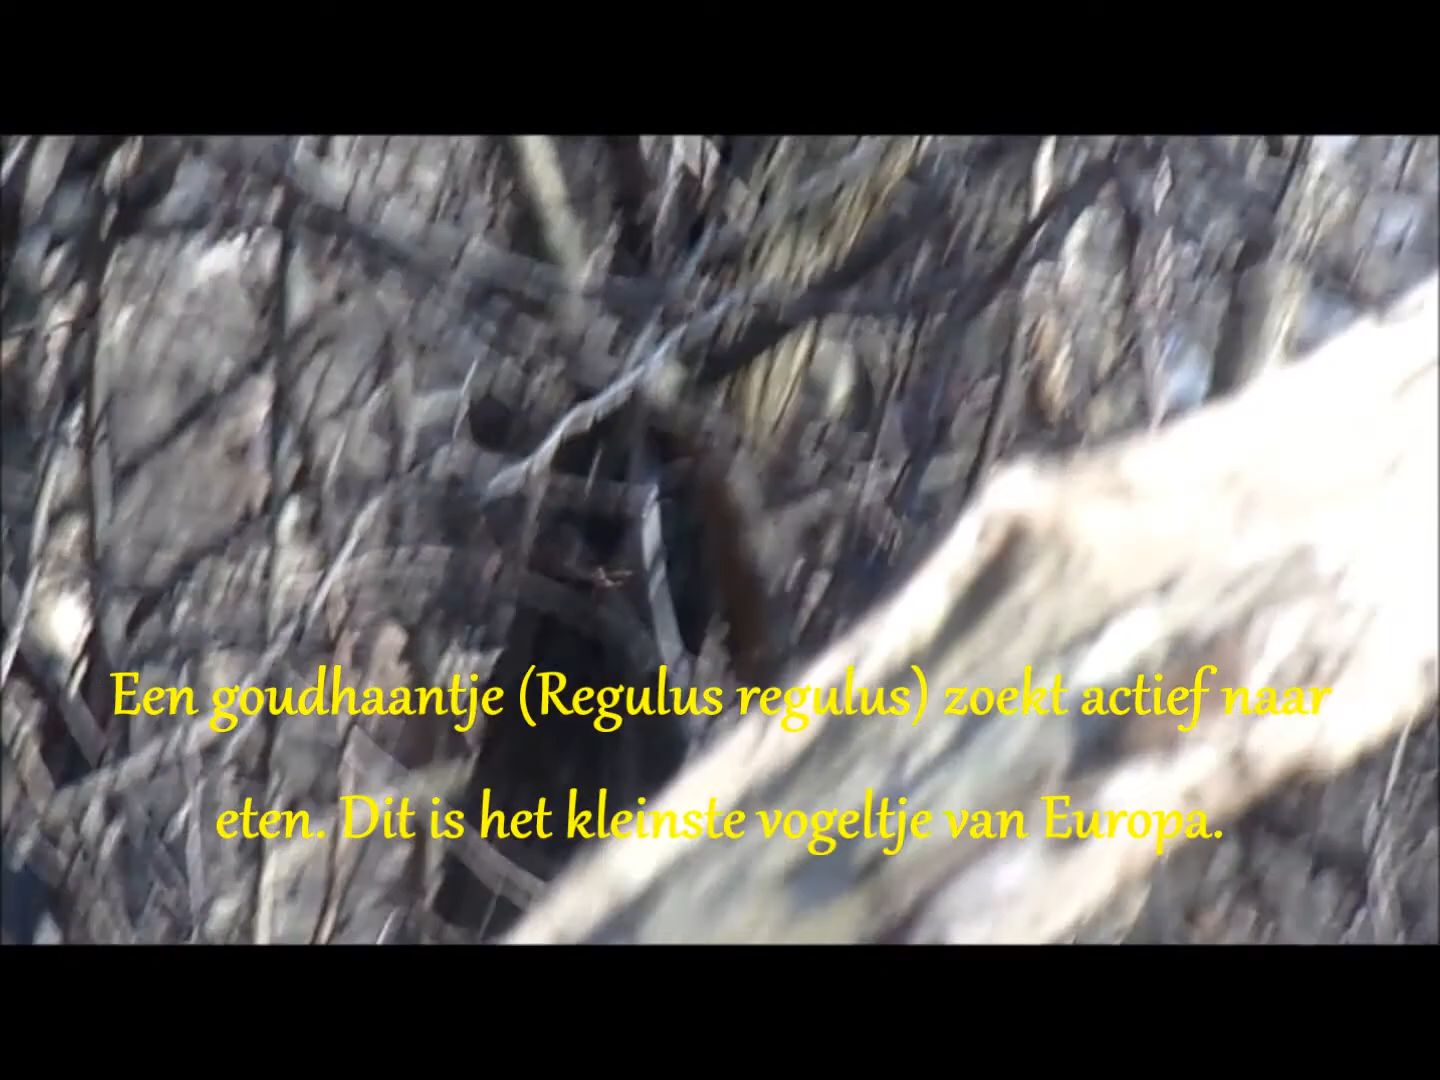 Een goudhaantje (Regulus regulus) zoekt actief naar
eten. Dit is het kleinste vogeltje van Europa.